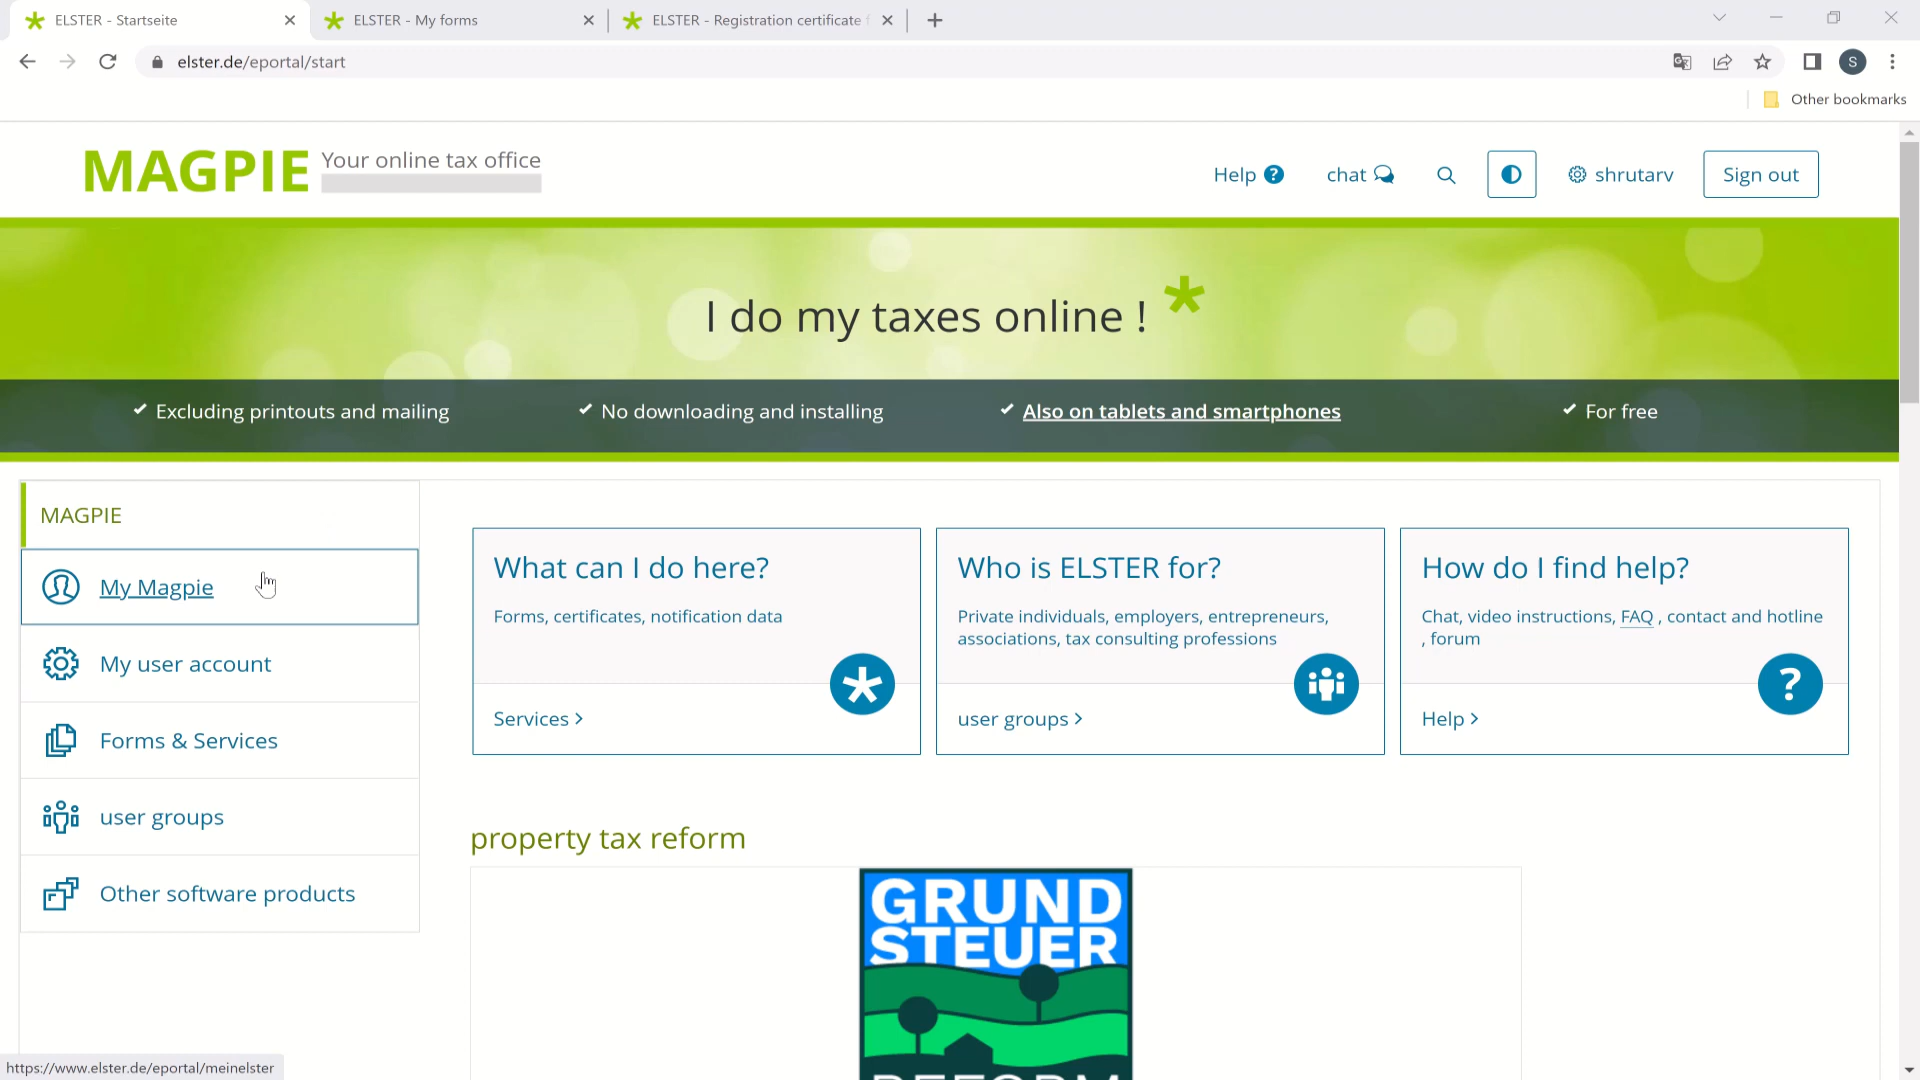 ELSTER - Startseite
ELSTER - My forms
ELSTER - Registration certificate f
elster.de/eportal/start
S
Other bookmarks
MAGPIE
Your online tax office
Help ?
chat
shrutarv
Sign out
I do my taxes online ! *
Excluding printouts and mailing
No downloading and installing
Also on tablets and smartphones
For free
MAGPIE
My Magpie
My user account
Forms & Services
user groups
Other software products
What can I do here?
Forms, certificates, notification data
Services >
Who is ELSTER for?
Private individuals, employers, entrepreneurs,
associations, tax consulting professions
user groups >
How do I find help?
Chat, video instructions, FAQ , contact and hotline
, forum
?
Help >
property tax reform
GRUND
STEUER
REFORM
https://www.elster.de/eportal/meinelster